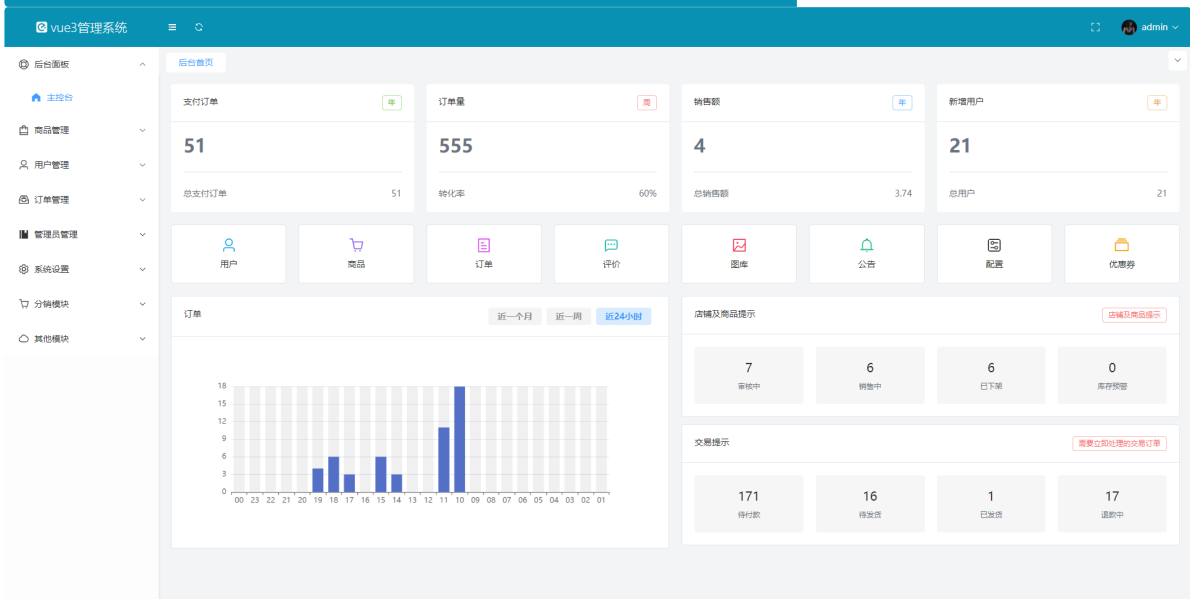 vue3管理系统
admin
后台面板
主控台
商品管理
用户管理
订单管理
管理员管理
系统设置
分销模块
其他模块
后台首页
支付订单 年
51
总支付订单 51
订单量 周
555
转化率 60%
销售额 年
4
总销售额 3.74
新增用户 年
21
总用户 21
用户
商品
订单
评价
图库
公告
配置
优惠券
订单 近一个月 近一周 近24小时
18
15
12
9
6
3
0
00 23 22 21 20 19 18 17 16 15 14 13 12 11 10 09 08 07 06 05 04 03 02 01
店铺及商品提示 店铺及商品提示
7 6 6 0
审核中 销售中 已下架 库存预警
交易提示 需要立即处理的交易订单
171 16 1 17
待付款 待发货 已发货 退款中